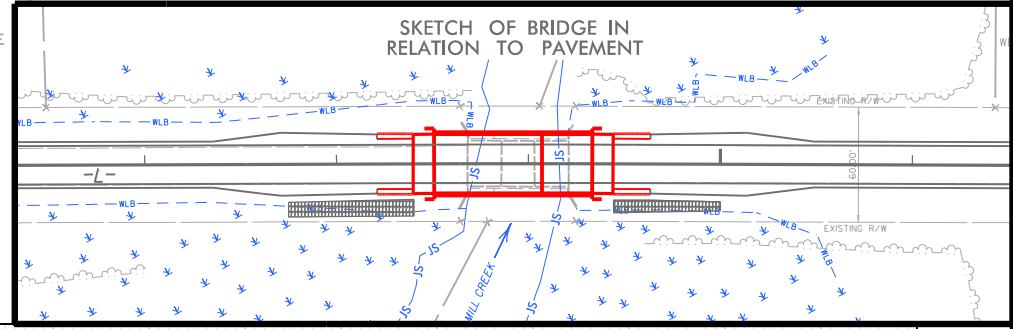 SKETCH OF BRIDGE IN
RELATION TO PAVEMENT
E
WE
WLB
WLB
WLB
WLB
WLB
WLB
EXISTING R/W
JS
JS
60.00'
-L-
WLB
WLB
EXISTING R/W
JS
JS
WLB
MILL CREEK
JS
JS